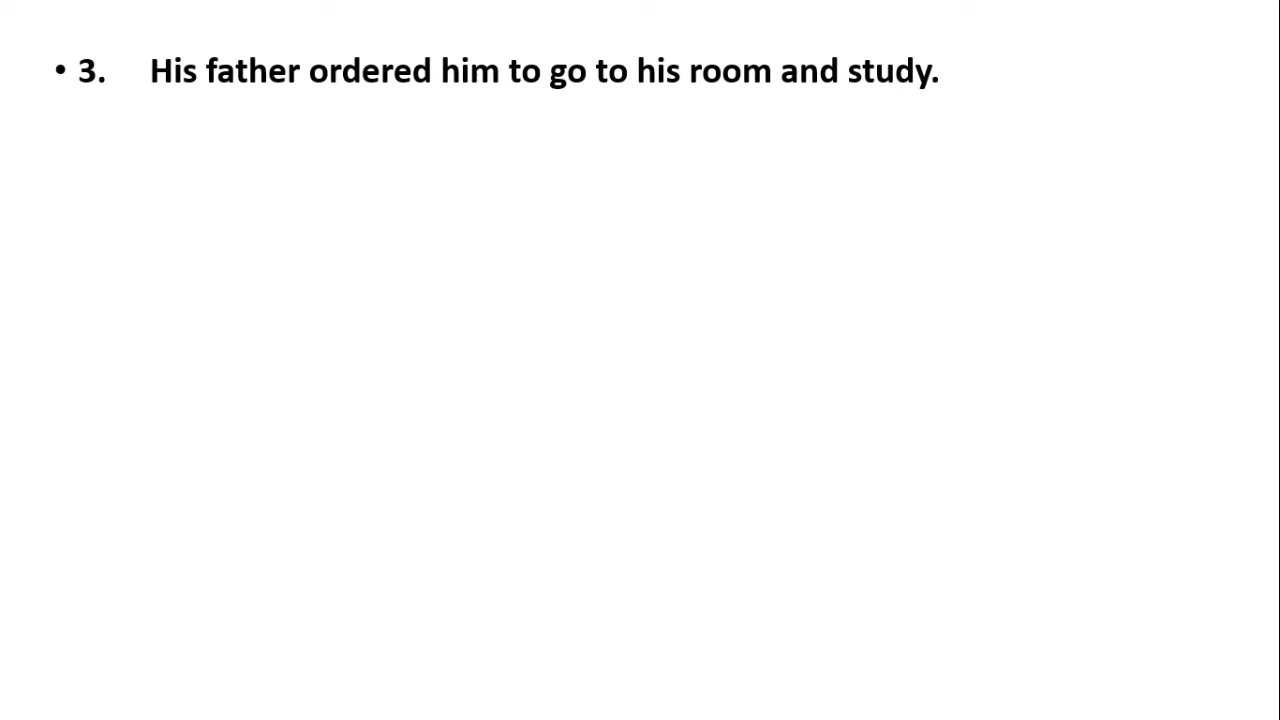 • 3. His father ordered him to go to his room and study.